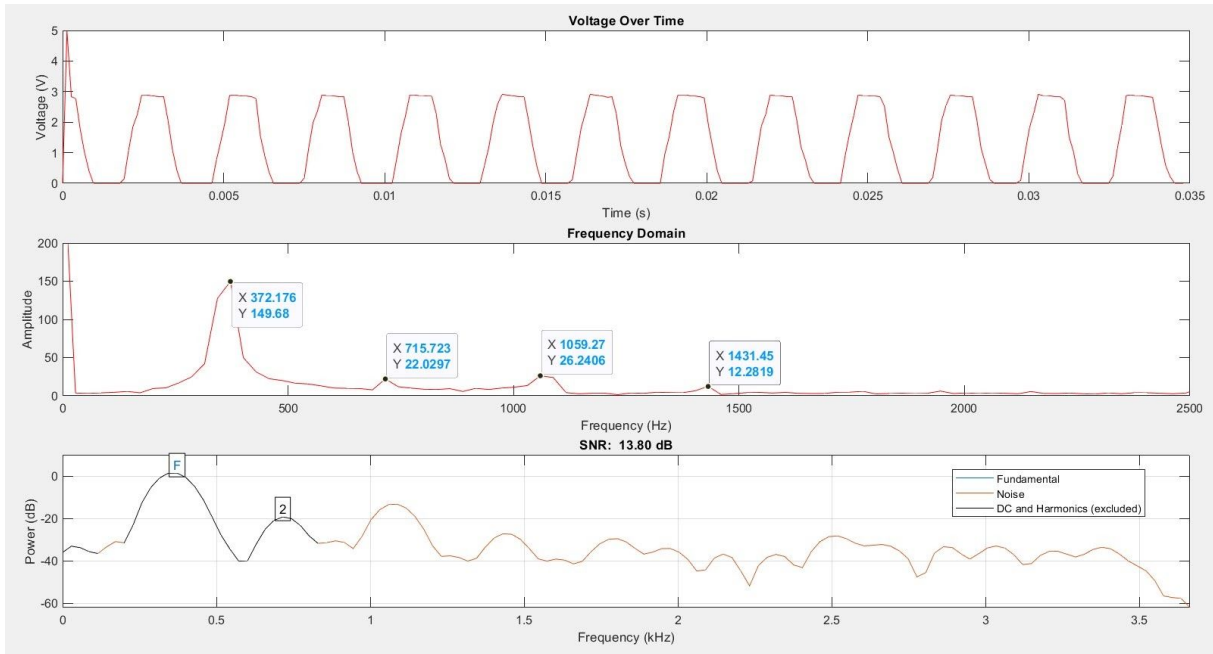 Voltage Over Time
5
4
3
2
1
0
Voltage (V)
0 0.005 0.01 0.015 0.02 0.025 0.03 0.035
Time (s)
Frequency Domain
200
150
100
50
0
Amplitude
X 372.176
Y 149.68
X 715.723
Y 22.0297
X 1059.27
Y 26.2406
X 1431.45
Y 12.2819
0 500 1000 1500 2000 2500
Frequency (Hz)
SNR: 13.80 dB
0
-20
-40
-60
Power (dB)
F
2
Fundamental
Noise
DC and Harmonics (excluded)
0 0.5 1 1.5 2 2.5 3 3.5
Frequency (kHz)